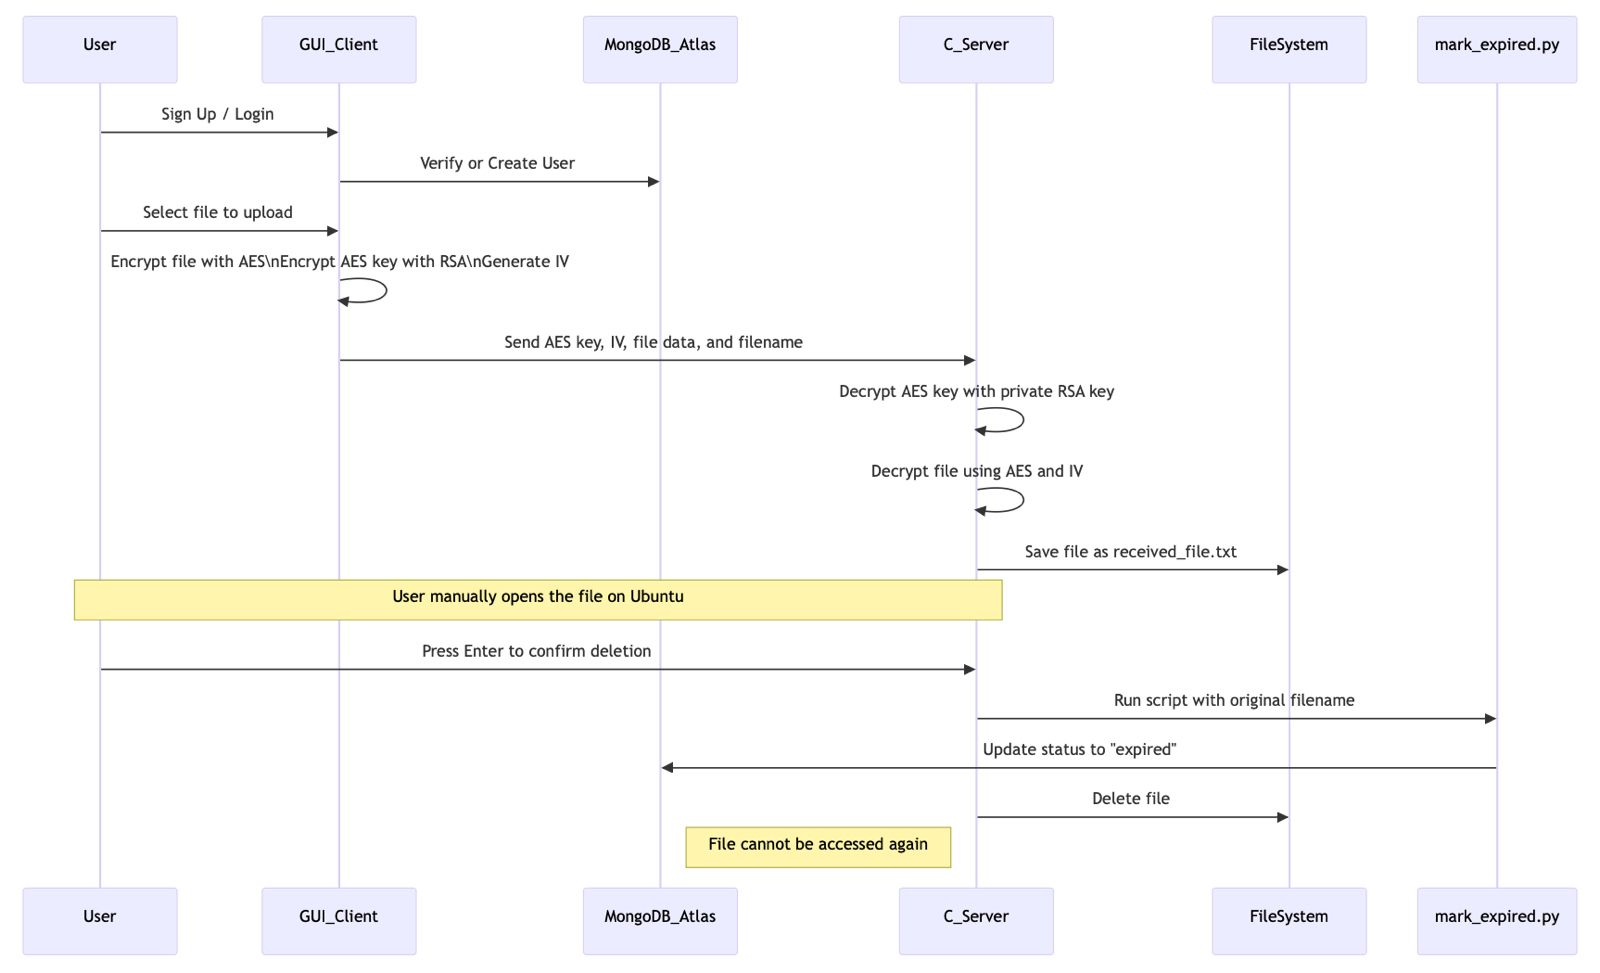 User
GUI_Client
MongoDB_Atlas
C_Server
FileSystem
mark_expired.py
Sign Up / Login
Verify or Create User
Select file to upload
Encrypt file with AES\nEncrypt AES key with RSA\nGenerate IV
Send AES key, IV, file data, and filename
Decrypt AES key with private RSA key
Decrypt file using AES and IV
Save file as received_file.txt
User manually opens the file on Ubuntu
Press Enter to confirm deletion
Run script with original filename
Update status to "expired"
Delete file
File cannot be accessed again
User
GUI_Client
MongoDB_Atlas
C_Server
FileSystem
mark_expired.py